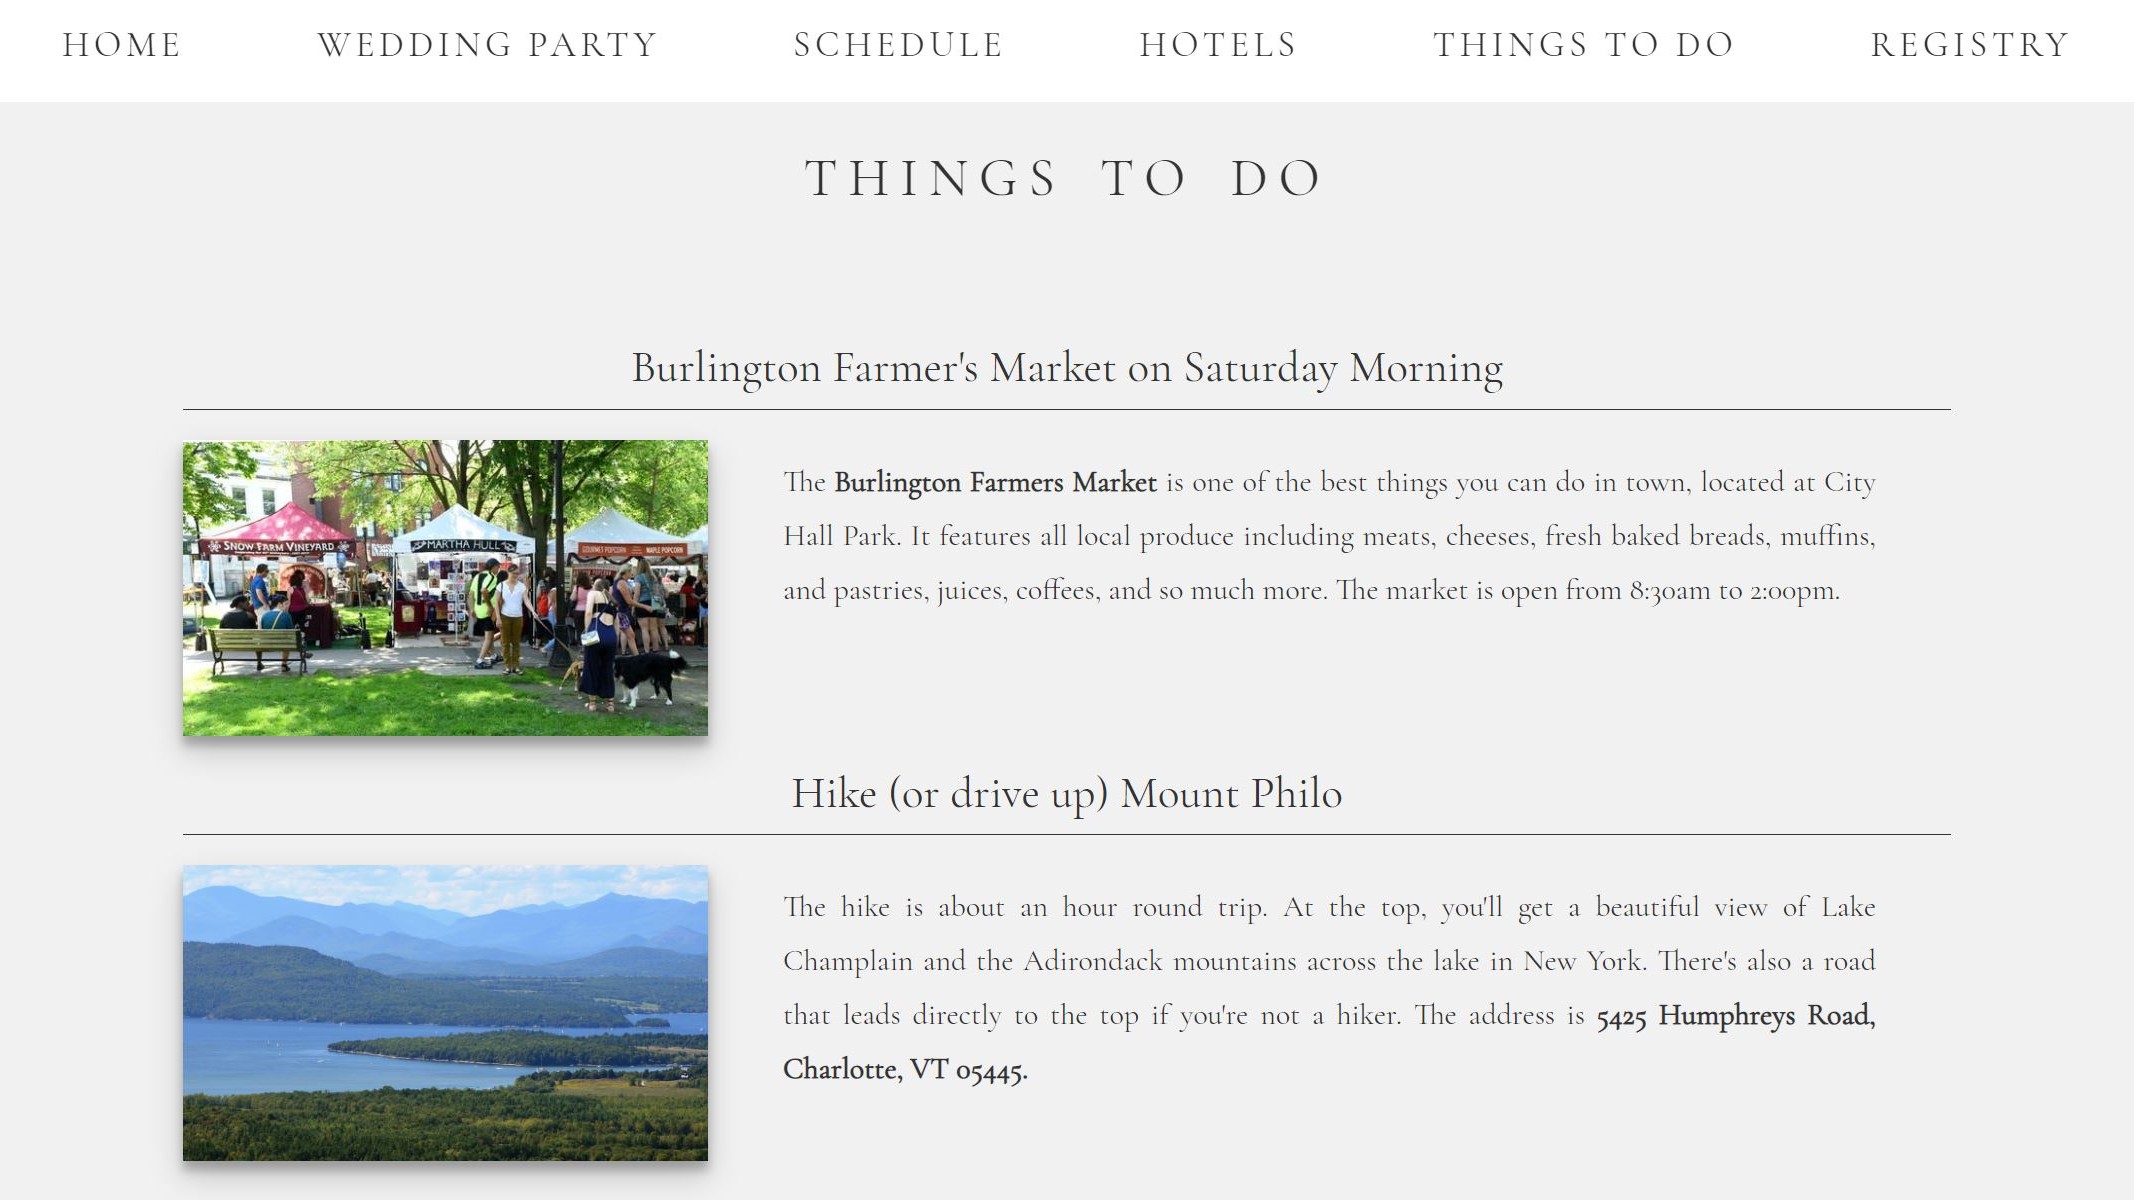 HOME WEDDING PARTY SCHEDULE HOTELS THINGS TO DO REGISTRY
THINGS TO DO
Burlington Farmer's Market on Saturday Morning
SNOW FARM VINEYARD
MARTHA HULL
GOURMET POPCORN MAPLE POPCORN
The Burlington Farmers Market is one of the best things you can do in town, located at City
Hall Park. It features all local produce including meats, cheeses, fresh baked breads, muffins,
and pastries, juices, coffees, and so much more. The market is open from 8:30am to 2:00pm.
Hike (or drive up) Mount Philo
The hike is about an hour round trip. At the top, you'll get a beautiful view of Lake
Champlain and the Adirondack mountains across the lake in New York. There's also a road
that leads directly to the top if you're not a hiker. The address is 5425 Humphreys Road,
Charlotte, VT 05445.